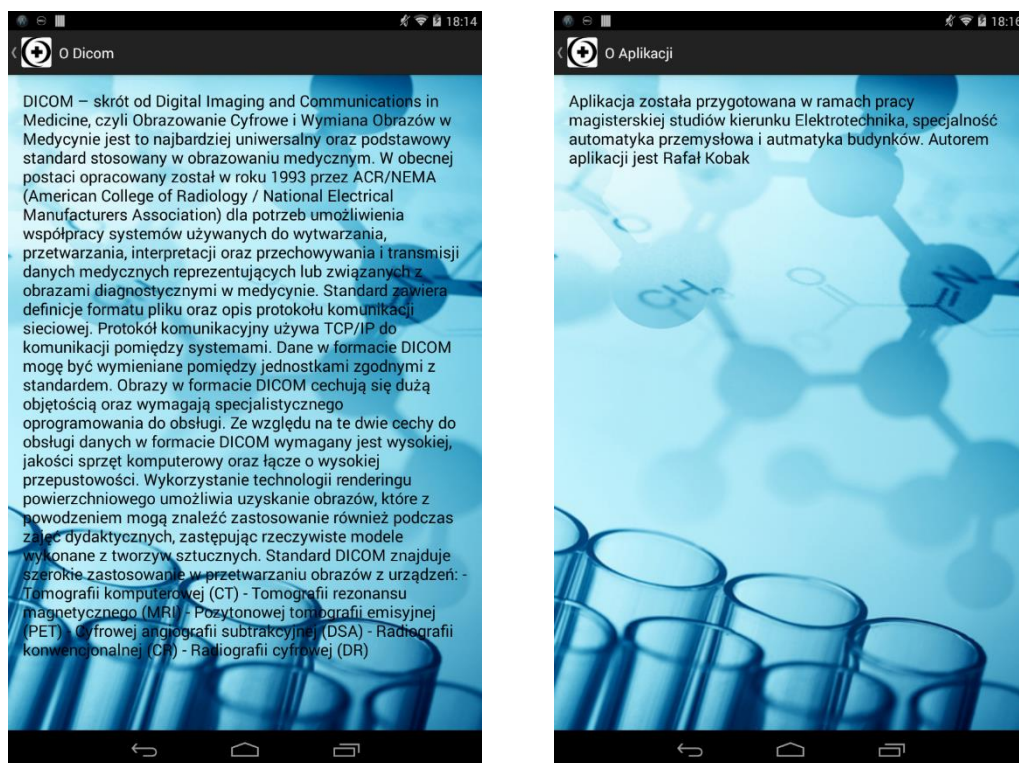 18:14
O Dicom
DICOM – skrót od Digital Imaging and Communications in
Medicine, czyli Obrazowanie Cyfrowe i Wymiana Obrazów w
Medycynie jest to najbardziej uniwersalny oraz podstawowy
standard stosowany w obrazowaniu medycznym. W obecnej
postaci opracowany został w roku 1993 przez ACR/NEMA
(American College of Radiology / National Electrical
Manufacturers Association) dla potrzeb umożliwienia
współpracy systemów używanych do wytwarzania,
przetwarzania, interpretacji oraz przechowywania i transmisji
danych medycznych reprezentujących lub związanych z
obrazami diagnostycznymi w medycynie. Standard zawiera
definicje formatu pliku oraz opis protokołu komunikacji
sieciowej. Protokół komunikacyjny używa TCP/IP do
komunikacji pomiędzy systemami. Dane w formacie DICOM
mogę być wymieniane pomiędzy jednostkami zgodnymi z
standardem. Obrazy w formacie DICOM cechują się dużą
objętością oraz wymagają specjalistycznego
oprogramowania do obsługi. Ze względu na te dwie cechy do
obsługi danych w formacie DICOM wymagany jest wysokiej,
jakości sprzęt komputerowy oraz łącze o wysokiej
przepustowości. Wykorzystanie technologii renderingu
powierzchniowego umożliwia uzyskanie obrazów, które z
powodzeniem mogą znaleźć zastosowanie również podczas
zajęć dydaktycznych, zastępując rzeczywiste modele
wykonane z tworzyw sztucznych. Standard DICOM znajduje
szerokie zastosowanie w przetwarzaniu obrazów z urządzeń: -
Tomografii komputerowej (CT) - Tomografii rezonansu
magnetycznego (MRI) - Pozytonowej tomografii emisyjnej
(PET) - Cyfrowej angiografii subtrakcyjnej (DSA) - Radiografii
konwencjonalnej (CR) - Radiografii cyfrowej (DR)
18:16
O Aplikacji
Aplikacja została przygotowana w ramach pracy
magisterskiej studiów kierunku Elektrotechnika, specjalność
automatyka przemysłowa i autmatyka budynków. Autorem
aplikacji jest Rafał Kobak
CH3
N